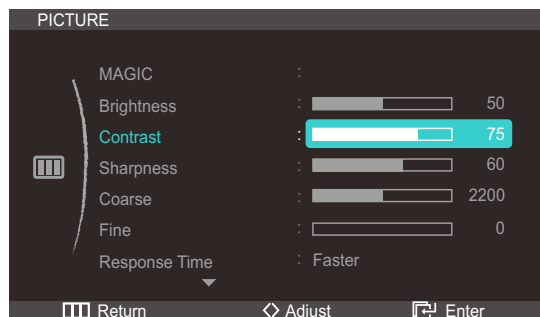 PICTURE
MAGIC :
Brightness : 50
Contrast : 75
Sharpness : 60
Coarse : 2200
Fine : 0
Response Time : Faster
Return Adjust Enter